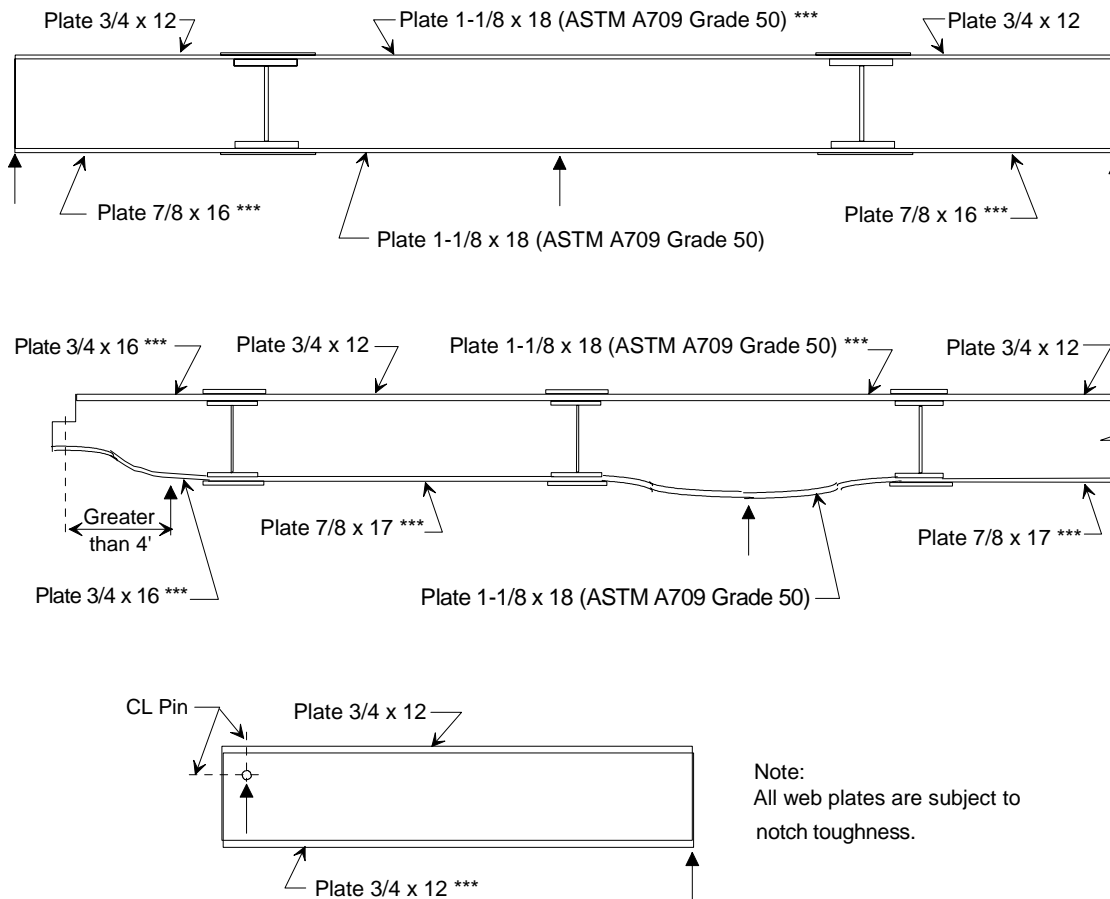 Plate 3/4 x 12
Plate 1-1/8 x 18 (ASTM A709 Grade 50) ***
Plate 3/4 x 12
Plate 7/8 x 16 ***
Plate 1-1/8 x 18 (ASTM A709 Grade 50)
Plate 7/8 x 16 ***
Plate 3/4 x 16 ***
Plate 3/4 x 12
Plate 1-1/8 x 18 (ASTM A709 Grade 50) ***
Plate 3/4 x 12
Greater
than 4'
Plate 7/8 x 17 ***
Plate 7/8 x 17 ***
Plate 3/4 x 16 ***
Plate 1-1/8 x 18 (ASTM A709 Grade 50)
CL Pin
Plate 3/4 x 12
Plate 3/4 x 12 ***
Note:
All web plates are subject to
notch toughness.